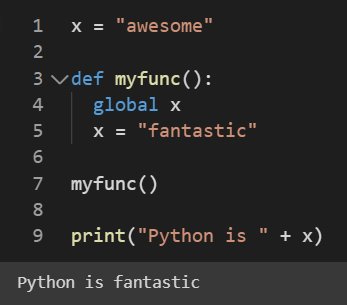 1 x = "awesome"
2
3 def myfunc():
4   global x
5   x = "fantastic"
6
7 myfunc()
8
9 print("Python is " + x)
Python is fantastic